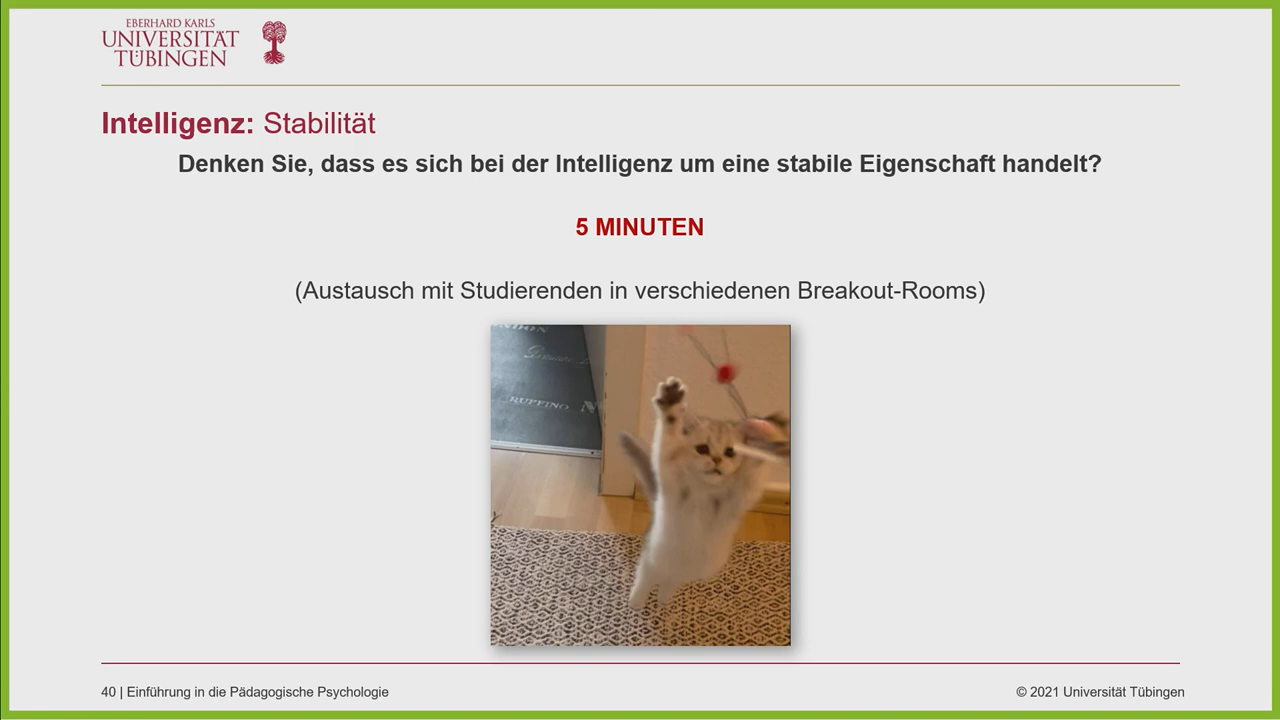 EBERHARD KARLS
UNIVERSITÄT
TÜBINGEN
Intelligenz: Stabilität
Denken Sie, dass es sich bei der Intelligenz um eine stabile Eigenschaft handelt?
5 MINUTEN
(Austausch mit Studierenden in verschiedenen Breakout-Rooms)
RUFFINO
40 | Einführung in die Pädagogische Psychologie
© 2021 Universität Tübingen